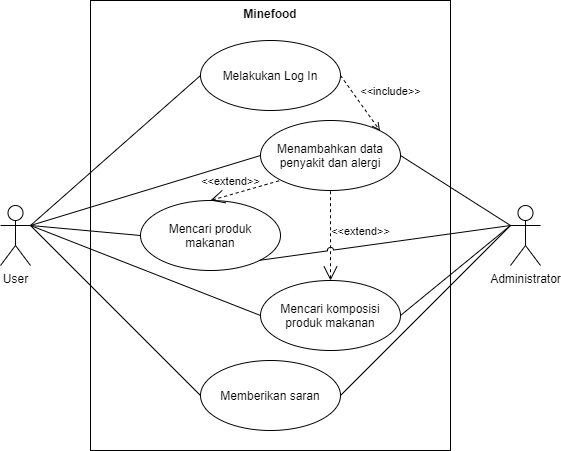 Minefood
Melakukan Log In
<<include>>
Menambahkan data
penyakit dan alergi
<<extend>>
Mencari produk
makanan
<<extend>>
User
Administrator
Mencari komposisi
produk makanan
Memberikan saran